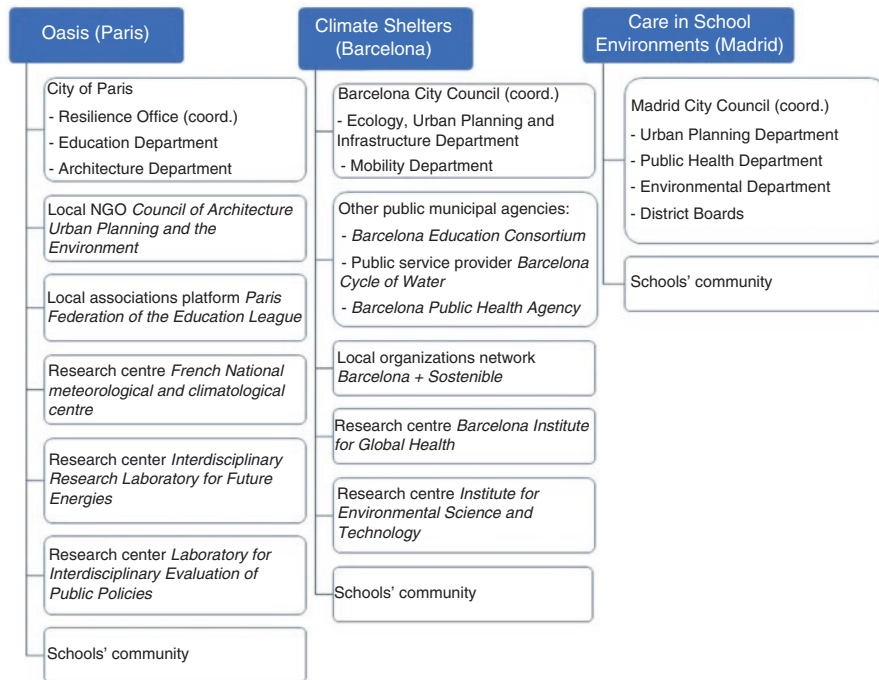 Oasis (Paris)
City of Paris
- Resilience Office (coord.)
- Education Department
- Architecture Department
Local NGO Council of Architecture
Urban Planning and the
Environment
Local associations platform Paris
Federation of the Education League
Research centre French National
meteorological and climatological
centre
Research center Interdisciplinary
Research Laboratory for Future
Energies
Research center Laboratory for
Interdisciplinary Evaluation of
Public Policies
Schools' community
Climate Shelters
(Barcelona)
Barcelona City Council (coord.)
- Ecology, Urban Planning and
Infrastructure Department
- Mobility Department
Other public municipal agencies:
- Barcelona Education Consortium
- Public service provider Barcelona
Cycle of Water
- Barcelona Public Health Agency
Local organizations network
Barcelona + Sostenible
Research centre Barcelona Institute
for Global Health
Research centre Institute for
Environmental Science and
Technology
Schools' community
Care in School
Environments (Madrid)
Madrid City Council (coord.)
- Urban Planning Department
- Public Health Department
- Environmental Department
- District Boards
Schools' community